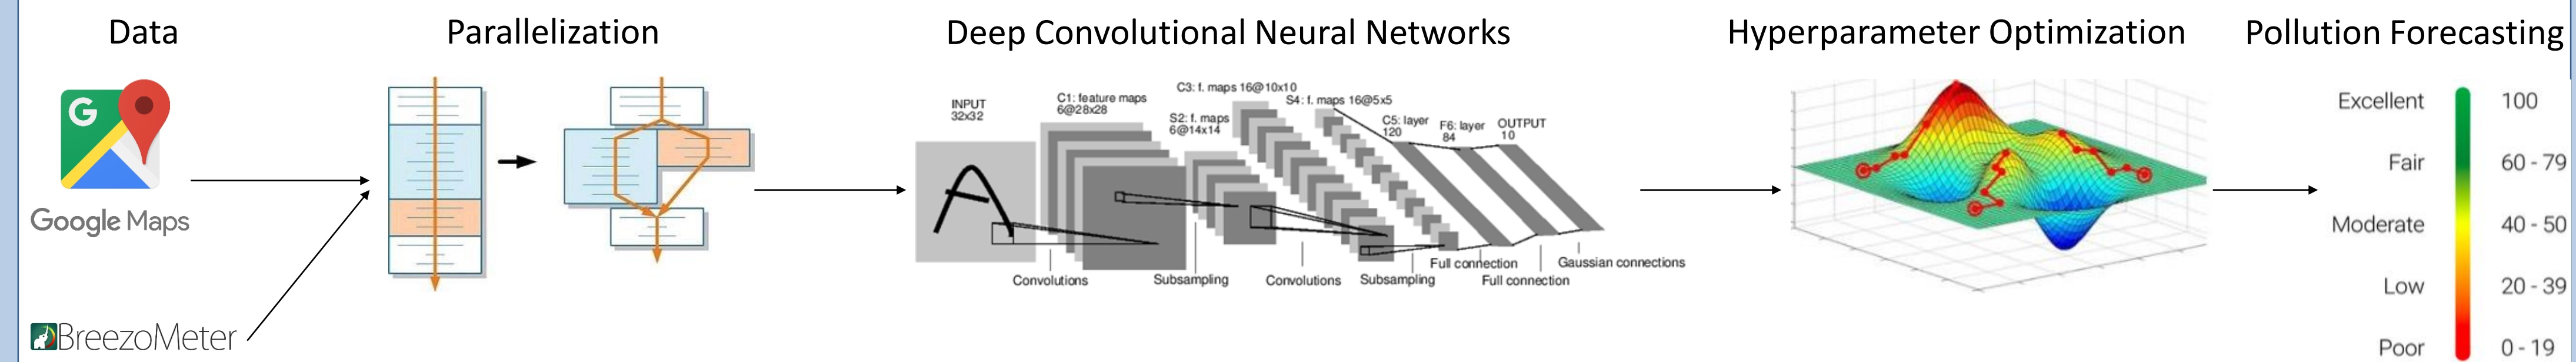 Data
Parallelization
Deep Convolutional Neural Networks
Hyperparameter Optimization
Pollution Forecasting
G
Google Maps
BreezoMeter
INPUT
32x32
C1: feature maps
6@28x28
C3: f. maps 16@10x10
S2: f. maps
6@14x14
S4: f. maps 16@5x5
C5: layer
120
F6: layer
84
OUTPUT
10
A
Convolutions
Subsampling
Convolutions
Subsampling
Full connection
Full connection
Gaussian connections
Excellent 100
Fair 60 - 79
Moderate 40 - 50
Low 20 - 39
Poor 0 - 19